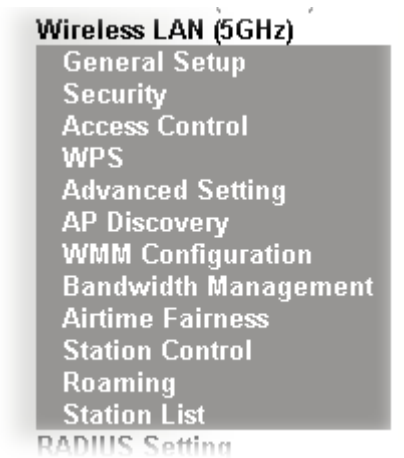 Wireless LAN (5GHz)
General Setup
Security
Access Control
WPS
Advanced Setting
AP Discovery
WMM Configuration
Bandwidth Management
Airtime Fairness
Station Control
Roaming
Station List
RADIUS Setting